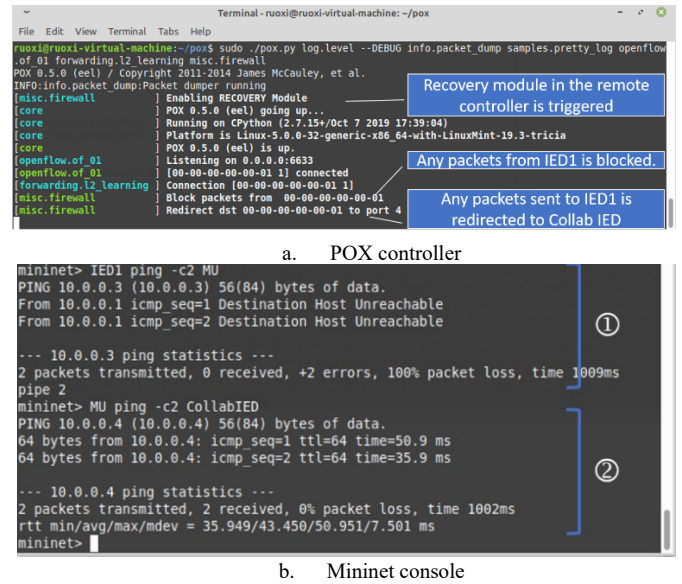 Terminal - ruoxi@ruoxi-virtual-machine: ~/pox
File Edit View Terminal Tabs Help
ruoxi@ruoxi-virtual-machine:~/pox$ sudo ./pox.py log.level --DEBUG info.packet_dump samples.pretty_log openflow
.of_01 forwarding.l2_learning misc.firewall
POX 0.5.0 (eel) / Copyright 2011-2014 James McCauley, et al.
INFO:info.packet_dump:Packet dumper running
[misc.firewall ] Enabling RECOVERY Module
[core ] POX 0.5.0 (eel) going up...
[core ] Running on CPython (2.7.15+/Oct 7 2019 17:39:04)
[core ] Platform is Linux-5.0.0-32-generic-x86_64-with-LinuxMint-19.3-tricia
[core ] POX 0.5.0 (eel) is up.
[openflow.of_01 ] Listening on 0.0.0.0:6633
[openflow.of_01 ] [00-00-00-00-00-01 1] connected
[forwarding.l2_learning ] Connection [00-00-00-00-00-01 1]
[misc.firewall ] Block packets from 00-00-00-00-00-01
[misc.firewall ] Redirect dst 00-00-00-00-00-01 to port 4
Recovery module in the remote
controller is triggered
Any packets from IED1 is blocked.
Any packets sent to IED1 is
redirected to Collab IED
a. POX controller
mininet> IED1 ping -c2 MU
PING 10.0.0.3 (10.0.0.3) 56(84) bytes of data.
From 10.0.0.1 icmp_seq=1 Destination Host Unreachable
From 10.0.0.1 icmp_seq=2 Destination Host Unreachable
①
--- 10.0.0.3 ping statistics ---
2 packets transmitted, 0 received, +2 errors, 100% packet loss, time 1009ms
pipe 2
mininet> MU ping -c2 CollabIED
PING 10.0.0.4 (10.0.0.4) 56(84) bytes of data.
64 bytes from 10.0.0.4: icmp_seq=1 ttl=64 time=50.9 ms
64 bytes from 10.0.0.4: icmp_seq=2 ttl=64 time=35.9 ms
②
--- 10.0.0.4 ping statistics ---
2 packets transmitted, 2 received, 0% packet loss, time 1002ms
rtt min/avg/max/mdev = 35.949/43.450/50.951/7.501 ms
mininet>
b. Mininet console